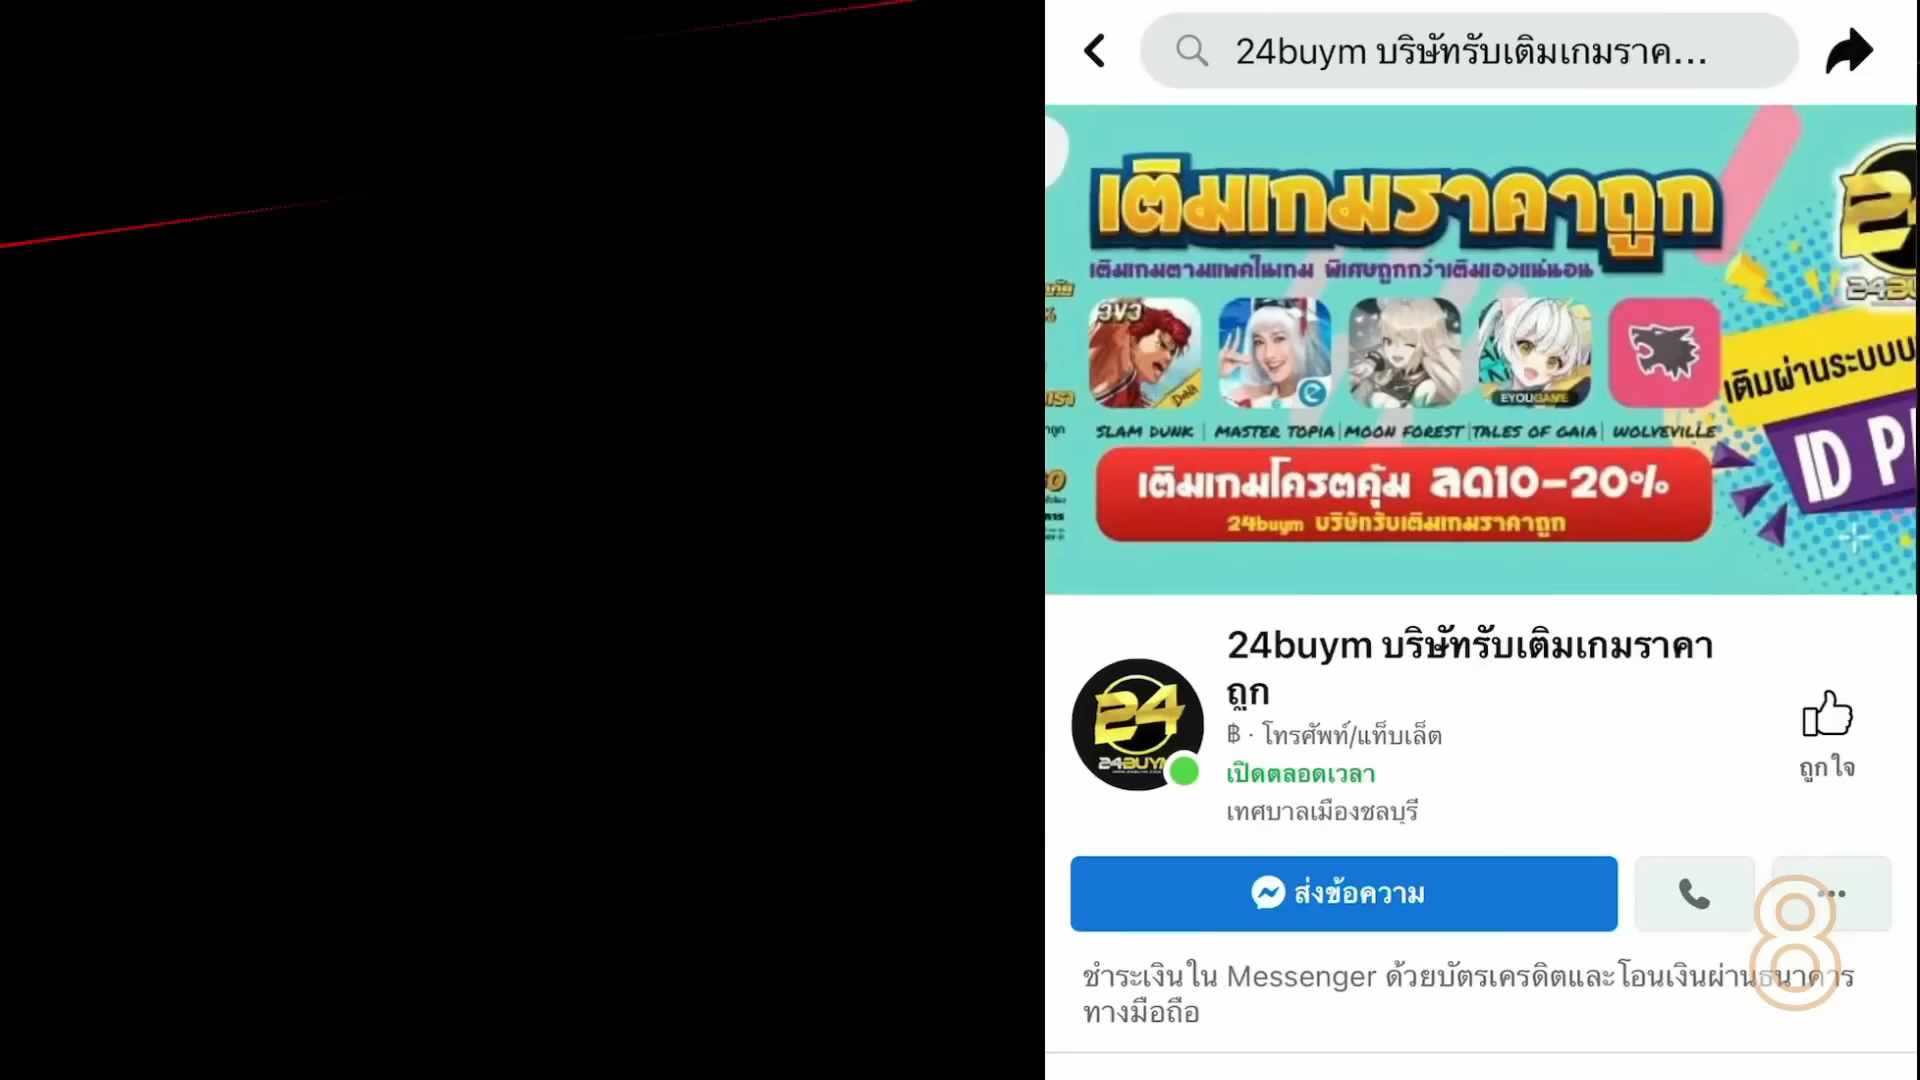 24buym บริษัทรับเติมเกมราค...
เติมเกมราคาถูก
เติมเกมตามแพคในเกม พิเศษถูกกว่าเติมเองแน่นอน
3V3
EYOUGAME
SLAM DUNK | MASTER TOPIA | MOON FOREST | TALES OF GAIA | WOLVEVILLE
เติมผ่านระบบ
ID P
เติมเกมโครตคุ้ม ลด10-20%
24buym บริษัทรับเติมเกมราคาถูก
24buym บริษัทรับเติมเกมราคา
ถูก
฿ · โทรศัพท์/แท็บเล็ต
เปิดตลอดเวลา
เทศบาลเมืองชลบุรี
ถูกใจ
24
24BUYM
ส่งข้อความ
ชำระเงินใน Messenger ด้วยบัตรเครดิตและโอนเงินผ่านธนาคาร
ทางมือถือ
8